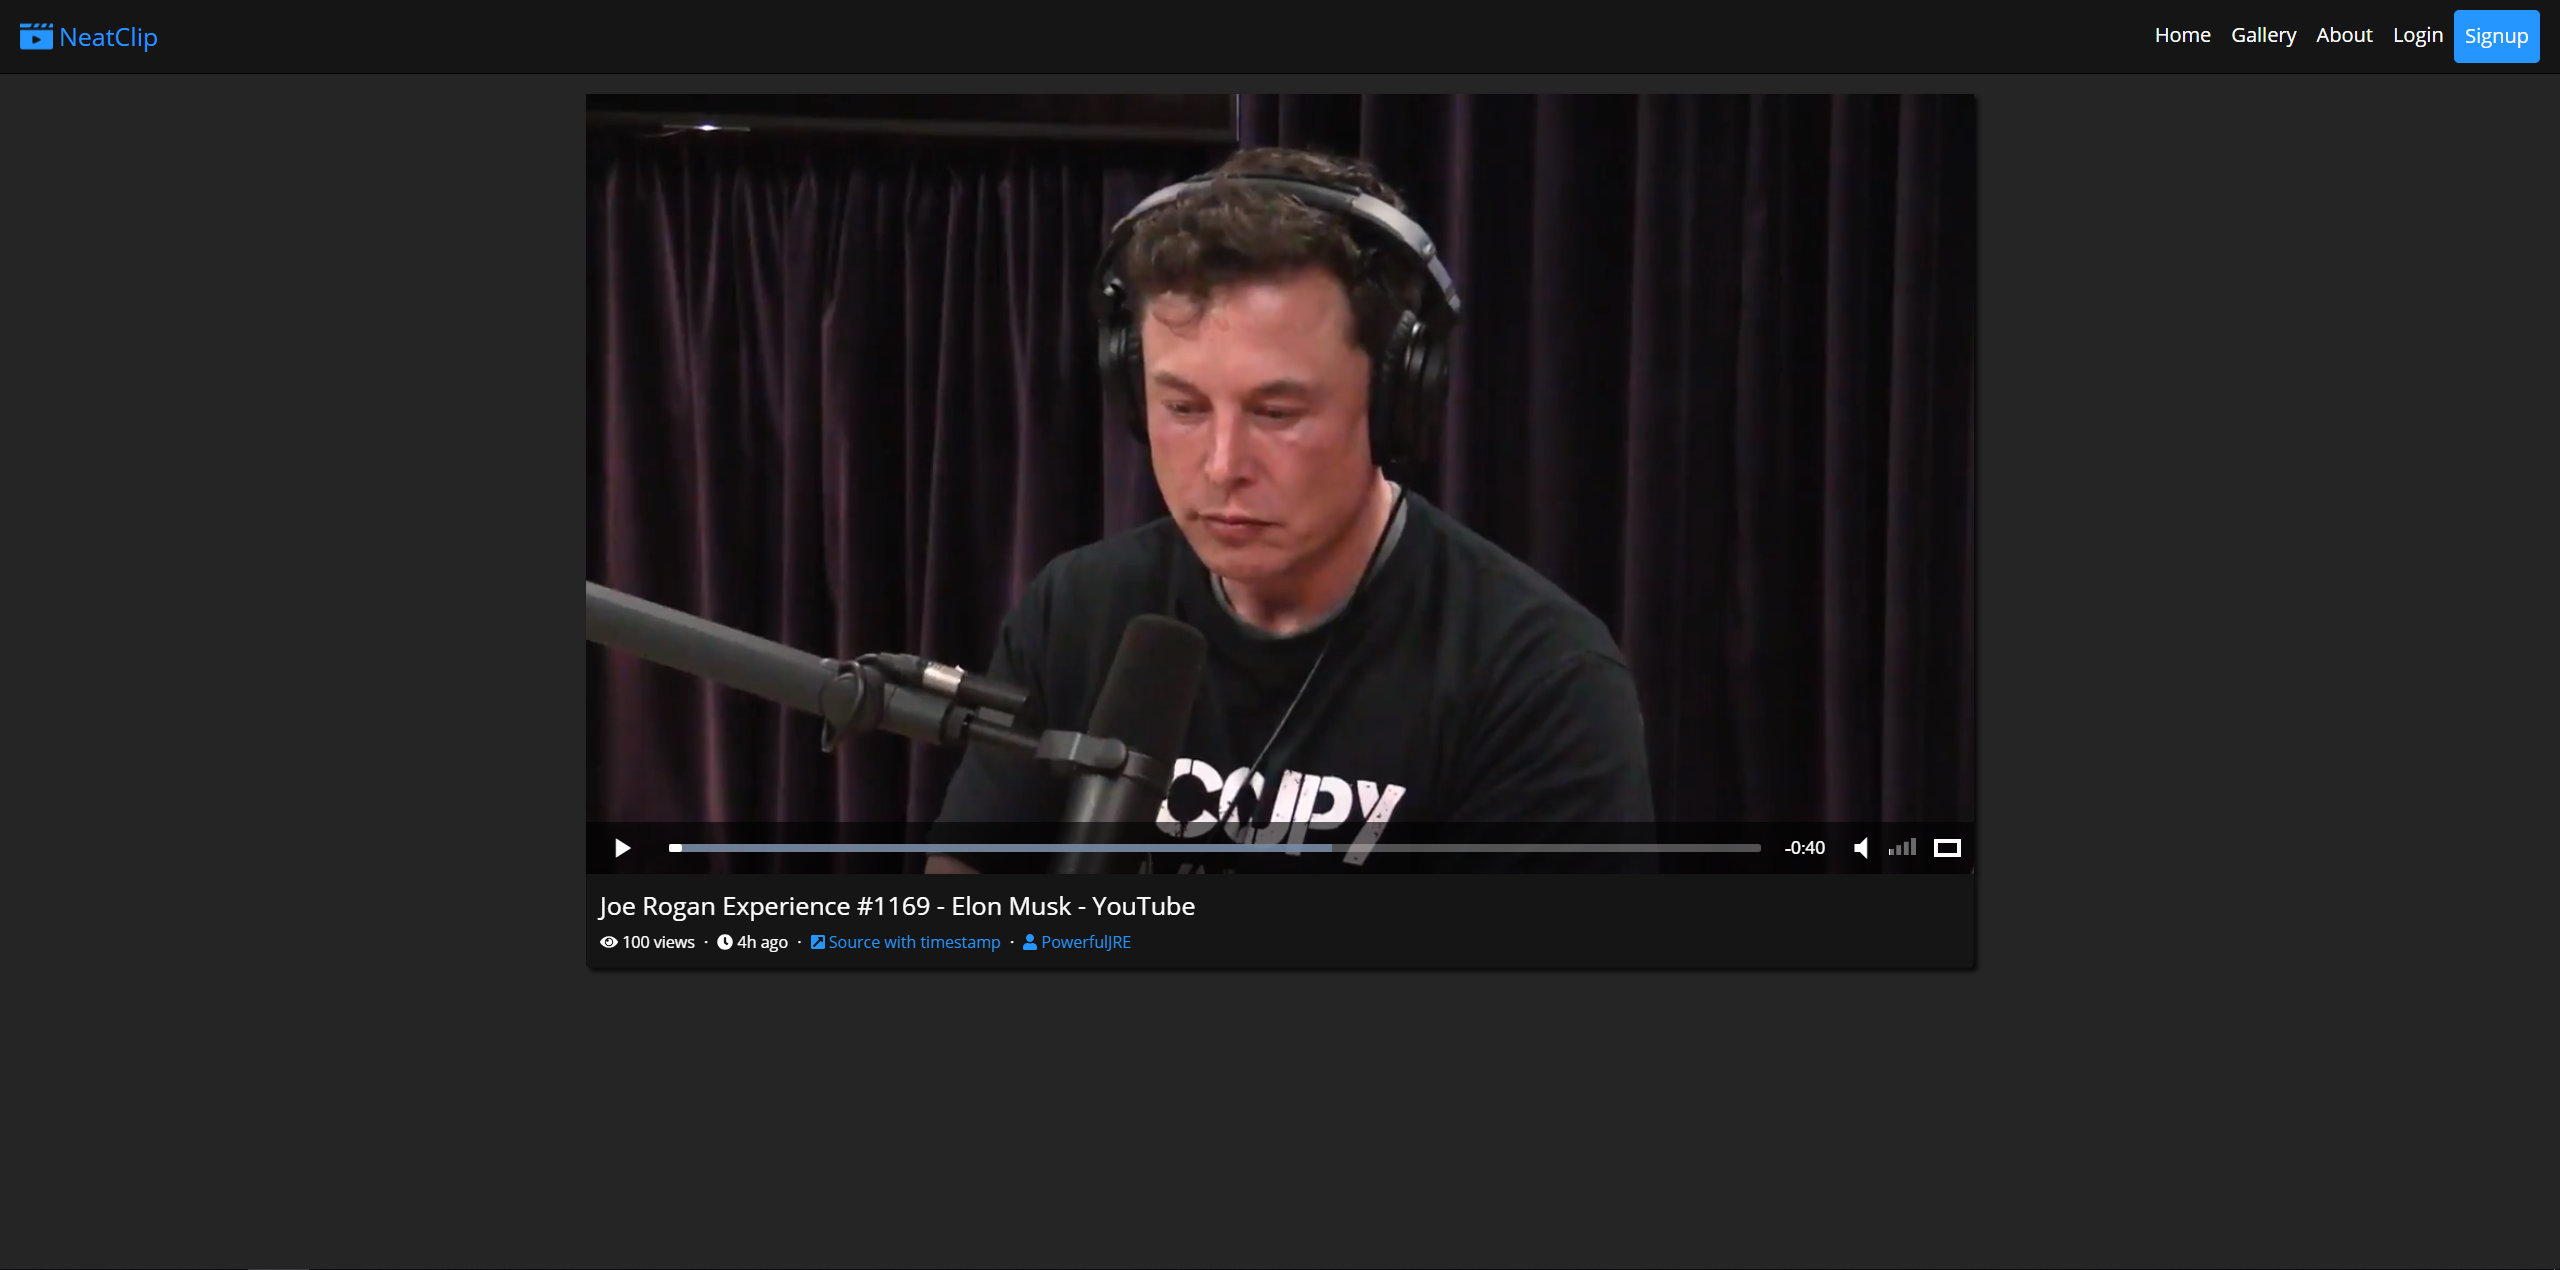 NeatClip
Home Gallery About Login Signup
-0:40
Joe Rogan Experience #1169 - Elon Musk - YouTube
100 views · 4h ago · Source with timestamp · PowerfulJRE